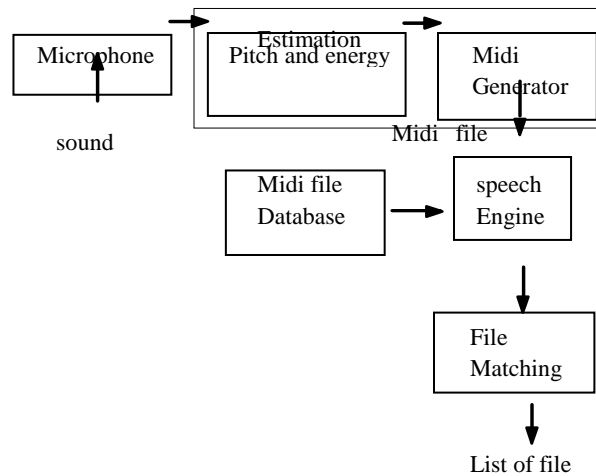 Microphone
Estimation
Pitch and energy
Midi
Generator
sound
Midi file
Midi file
Database
speech
Engine
File
Matching
List of file